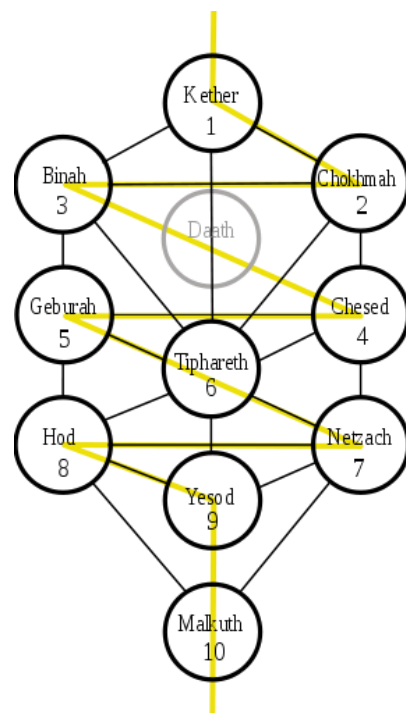 Kether
1
Binah
3
Chokhmah
2
Daath
Geburah
5
Chesed
4
Tiphareth
6
Hod
8
Netzach
7
Yesod
9
Malkuth
10